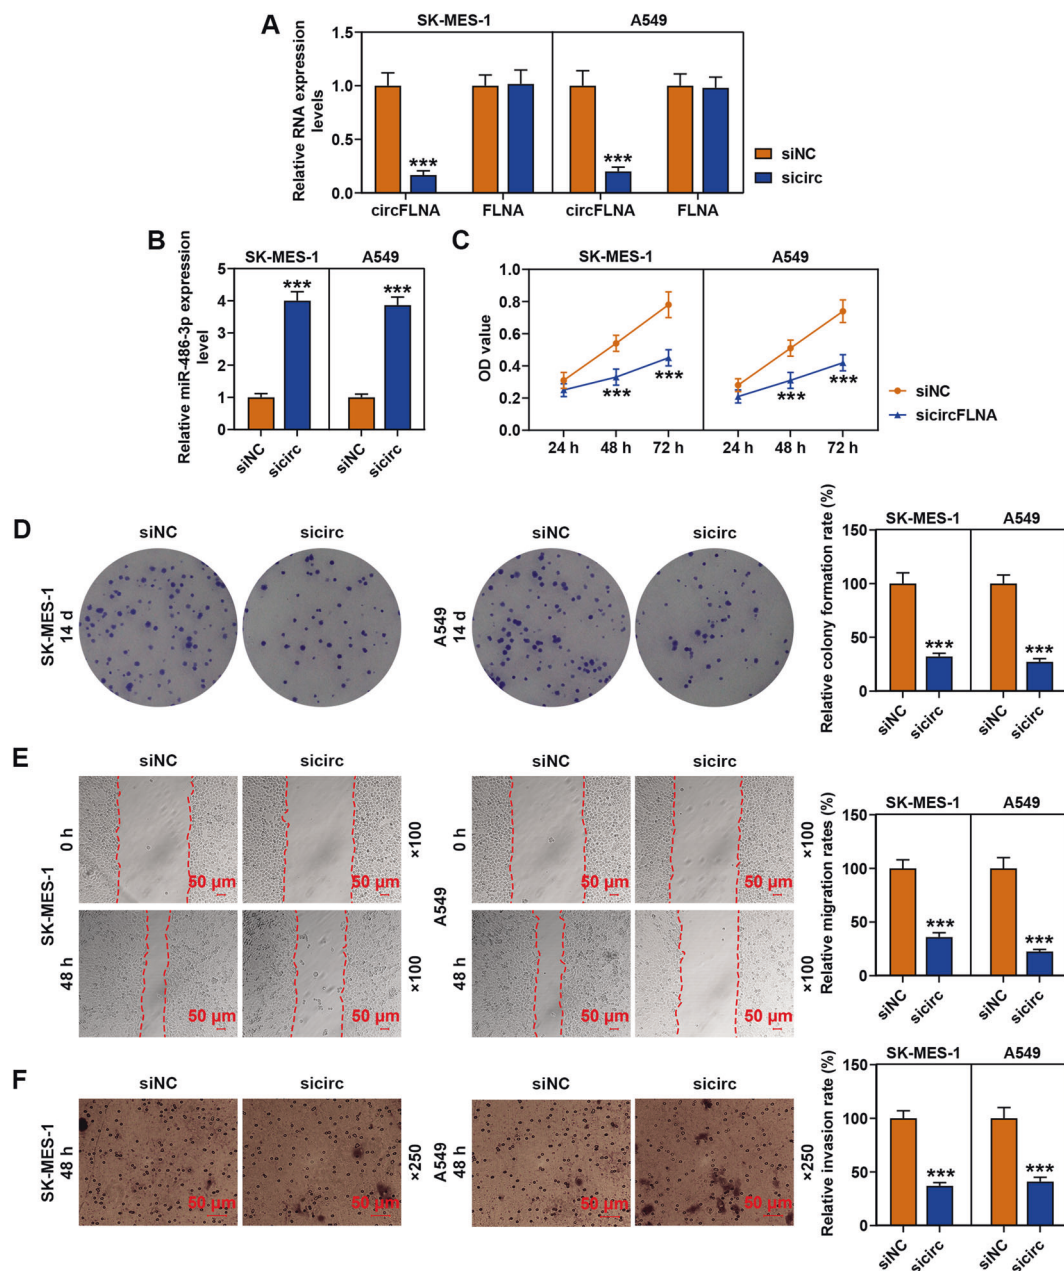 A
SK-MES-1 A549
Relative RNA expression
levels
1.5
1.0
0.5
0.0
*** ***
circFLNA FLNA circFLNA FLNA
siNC
sicirc
B
SK-MES-1 A549
Relative miR-486-3p expression
level
5
4
3
2
1
0
*** ***
siNC sicirc siNC sicirc
C
SK-MES-1 A549
OD value
1.0
0.8
0.6
0.4
0.2
0.0
*** *** *** ***
24 h 48 h 72 h 24 h 48 h 72 h
siNC
sicircFLNA
D
siNC sicirc siNC sicirc
SK-MES-1
14 d
A549
14 d
Relative colony formation rate (%)
SK-MES-1 A549
150
100
50
0
*** ***
siNC sicirc siNC sicirc
E
siNC sicirc siNC sicirc
SK-MES-1
0 h
50 μm 50 μm
×100
A549
0 h
50 μm 50 μm
×100
48 h
50 μm 50 μm
×100
48 h
50 μm 50 μm
×100
Relative migration rates (%)
SK-MES-1 A549
150
100
50
0
*** ***
siNC sicirc siNC sicirc
F
siNC sicirc siNC sicirc
SK-MES-1
48 h
50 μm 50 μm
×250
A549
48 h
50 μm 50 μm
×250
Relative invasion rate (%)
SK-MES-1 A549
150
100
50
0
*** ***
siNC sicirc siNC sicirc